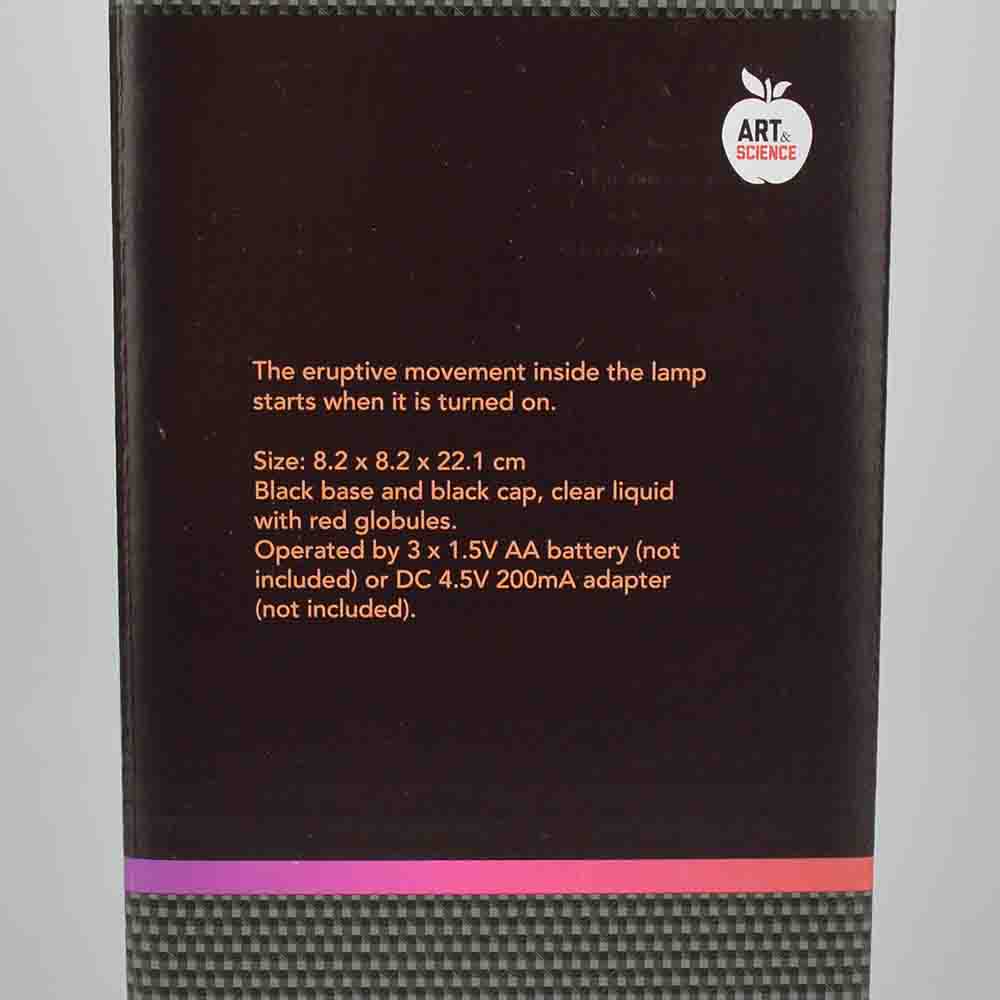 ART &
SCIENCE
The eruptive movement inside the lamp
starts when it is turned on.
Size: 8.2 x 8.2 x 22.1 cm
Black base and black cap, clear liquid
with red globules.
Operated by 3 x 1.5V AA battery (not
included) or DC 4.5V 200mA adapter
(not included).